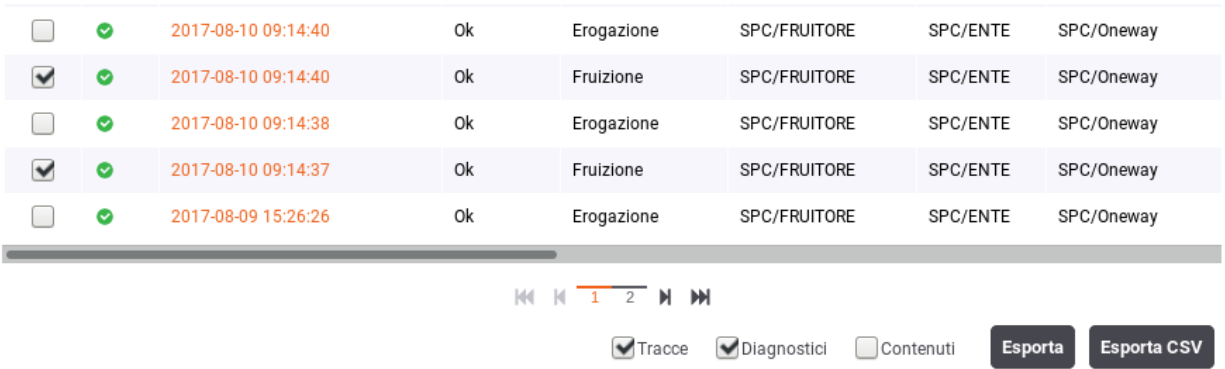 2017-08-10 09:14:40 Ok Erogazione SPC/FRUITORE SPC/ENTE SPC/Oneway
2017-08-10 09:14:40 Ok Fruizione SPC/FRUITORE SPC/ENTE SPC/Oneway
2017-08-10 09:14:38 Ok Erogazione SPC/FRUITORE SPC/ENTE SPC/Oneway
2017-08-10 09:14:37 Ok Fruizione SPC/FRUITORE SPC/ENTE SPC/Oneway
2017-08-09 15:26:26 Ok Erogazione SPC/FRUITORE SPC/ENTE SPC/Oneway
1 2
Tracce Diagnostici Contenuti Esporta Esporta CSV